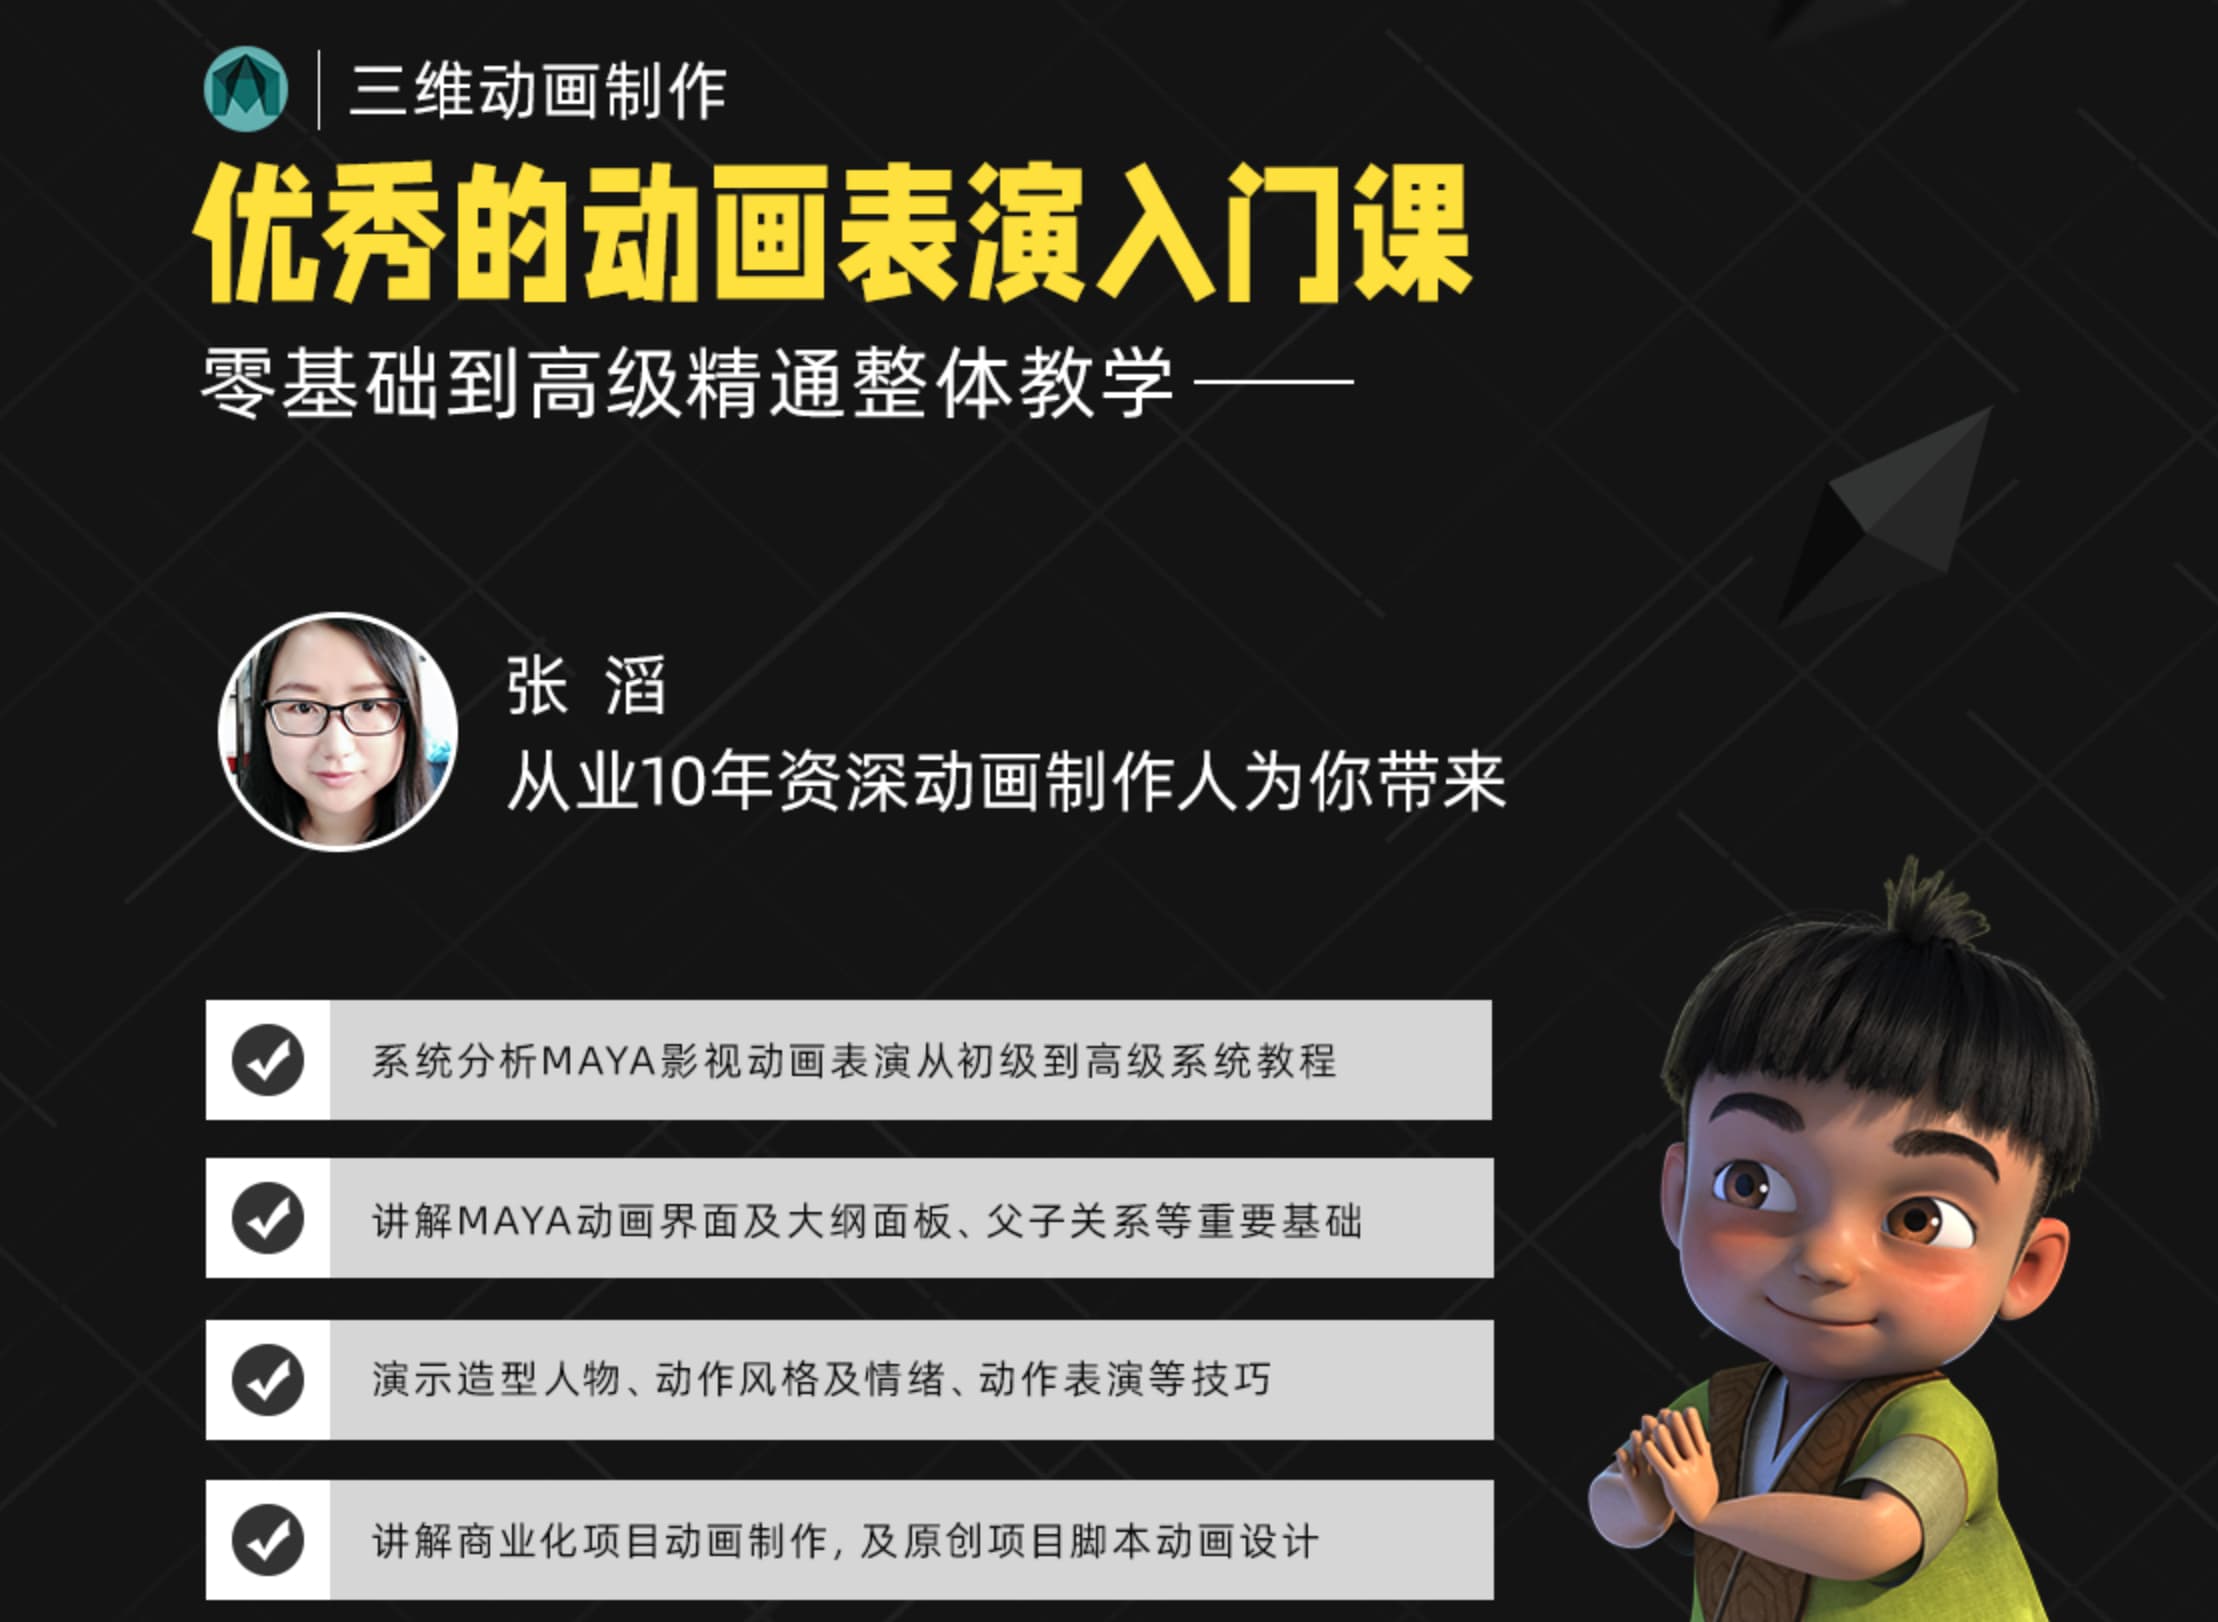 三维动画制作
优秀的动画表演入门课
零基础到高级精通整体教学——
张 滔
从业10年资深动画制作人为你带来
系统分析MAYA影视动画表演从初级到高级系统教程
讲解MAYA动画界面及大纲面板、父子关系等重要基础
演示造型人物、动作风格及情绪、动作表演等技巧
讲解商业化项目动画制作, 及原创项目脚本动画设计